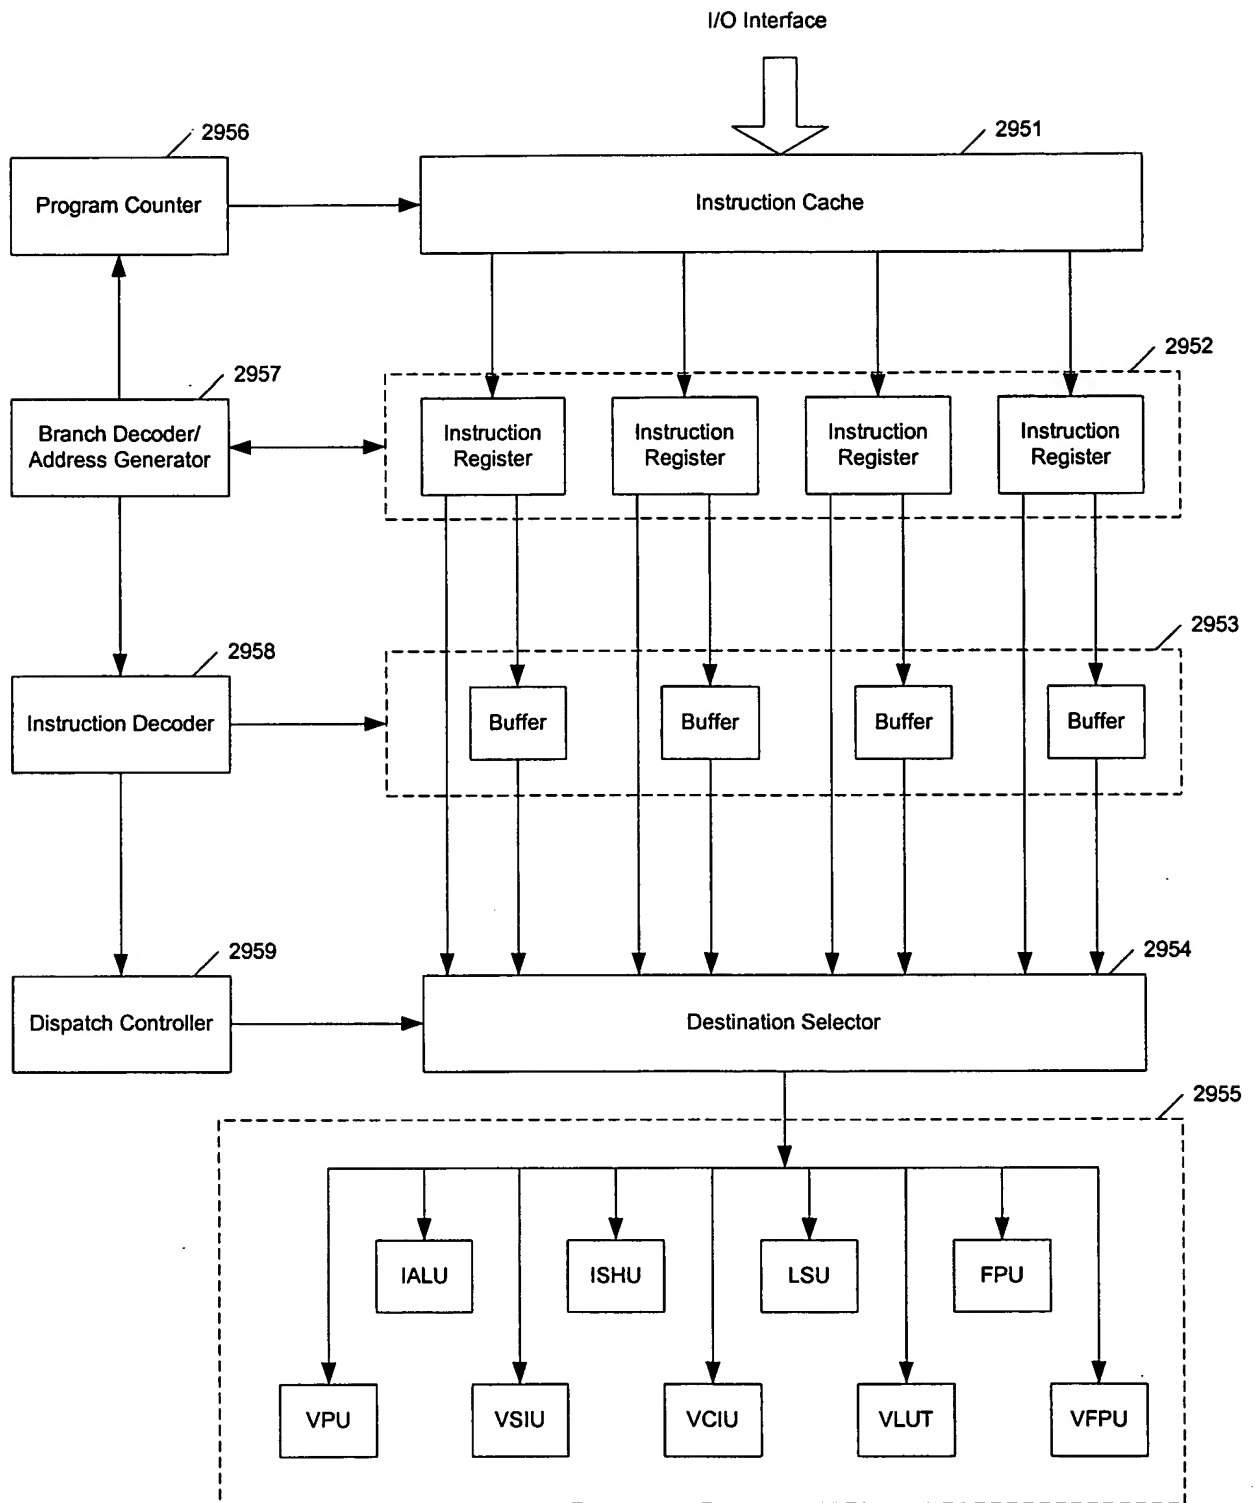 I/O Interface
2956
2951
Program Counter
Instruction Cache
2952
2957
Branch Decoder/
Address Generator
Instruction
Register
Instruction
Register
Instruction
Register
Instruction
Register
2953
2958
Instruction Decoder
Buffer
Buffer
Buffer
Buffer
2959
2954
Dispatch Controller
Destination Selector
2955
IALU
ISHU
LSU
FPU
VPU
VSIU
VCIU
VLUT
VFPU